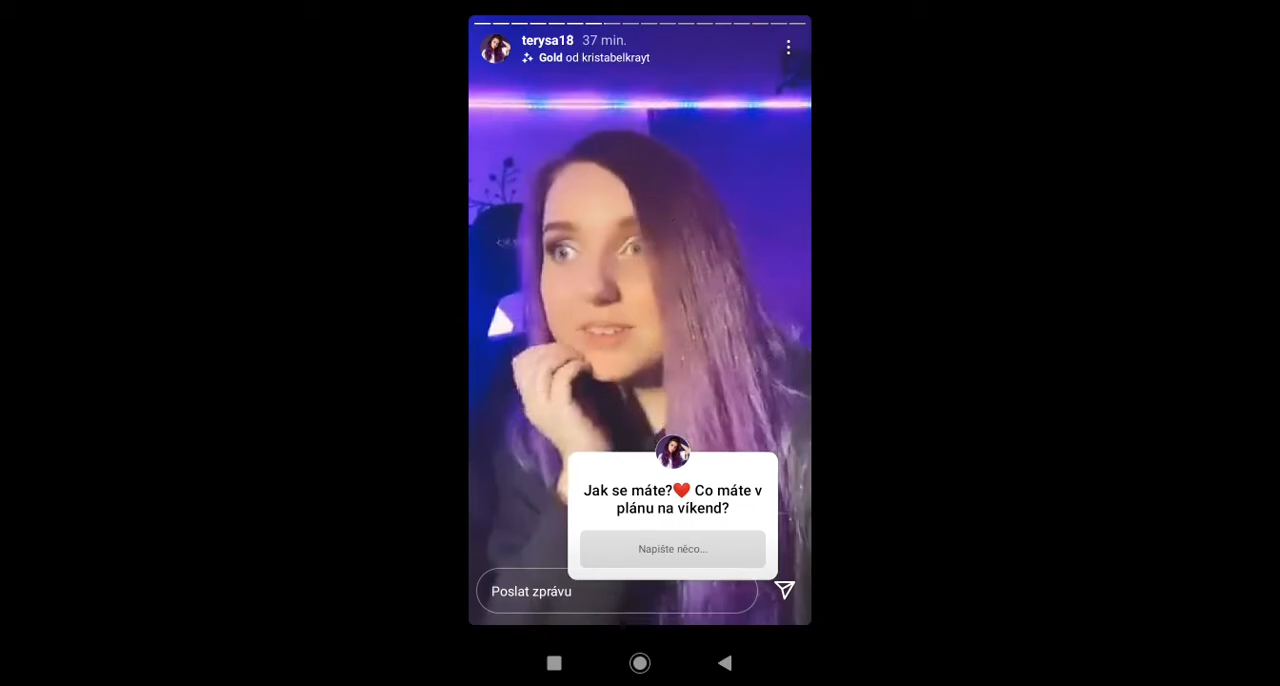 terysa18 37 min.
Gold od kristabelkrayt
Jak se máte?❤️ Co máte v
plánu na víkend?
Napište něco...
Poslat zprávu